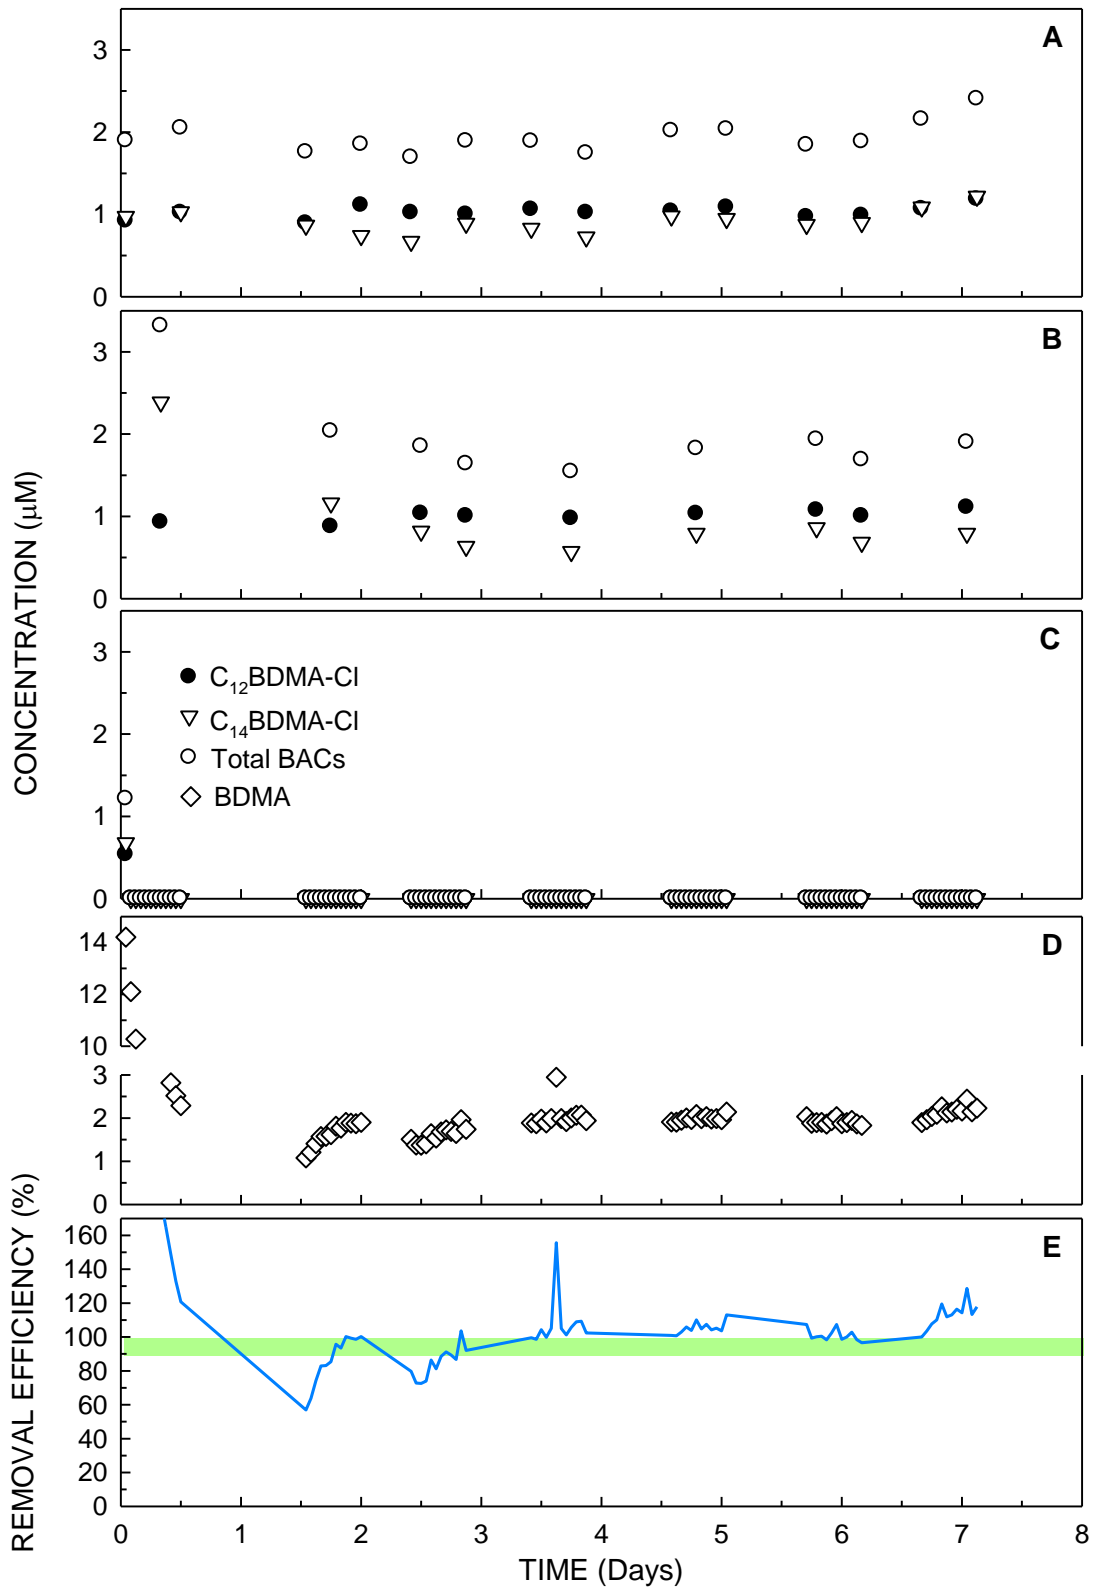 A
3
2
1
0
B
3
2
1
0
C
3
2
1
0
C₁₂BDMA-Cl
C₁₄BDMA-Cl
Total BACs
BDMA
CONCENTRATION (μM)
D
14
12
10
3
2
1
0
E
160
140
120
100
80
60
40
20
0
REMOVAL EFFICIENCY (%)
0 1 2 3 4 5 6 7 8
TIME (Days)